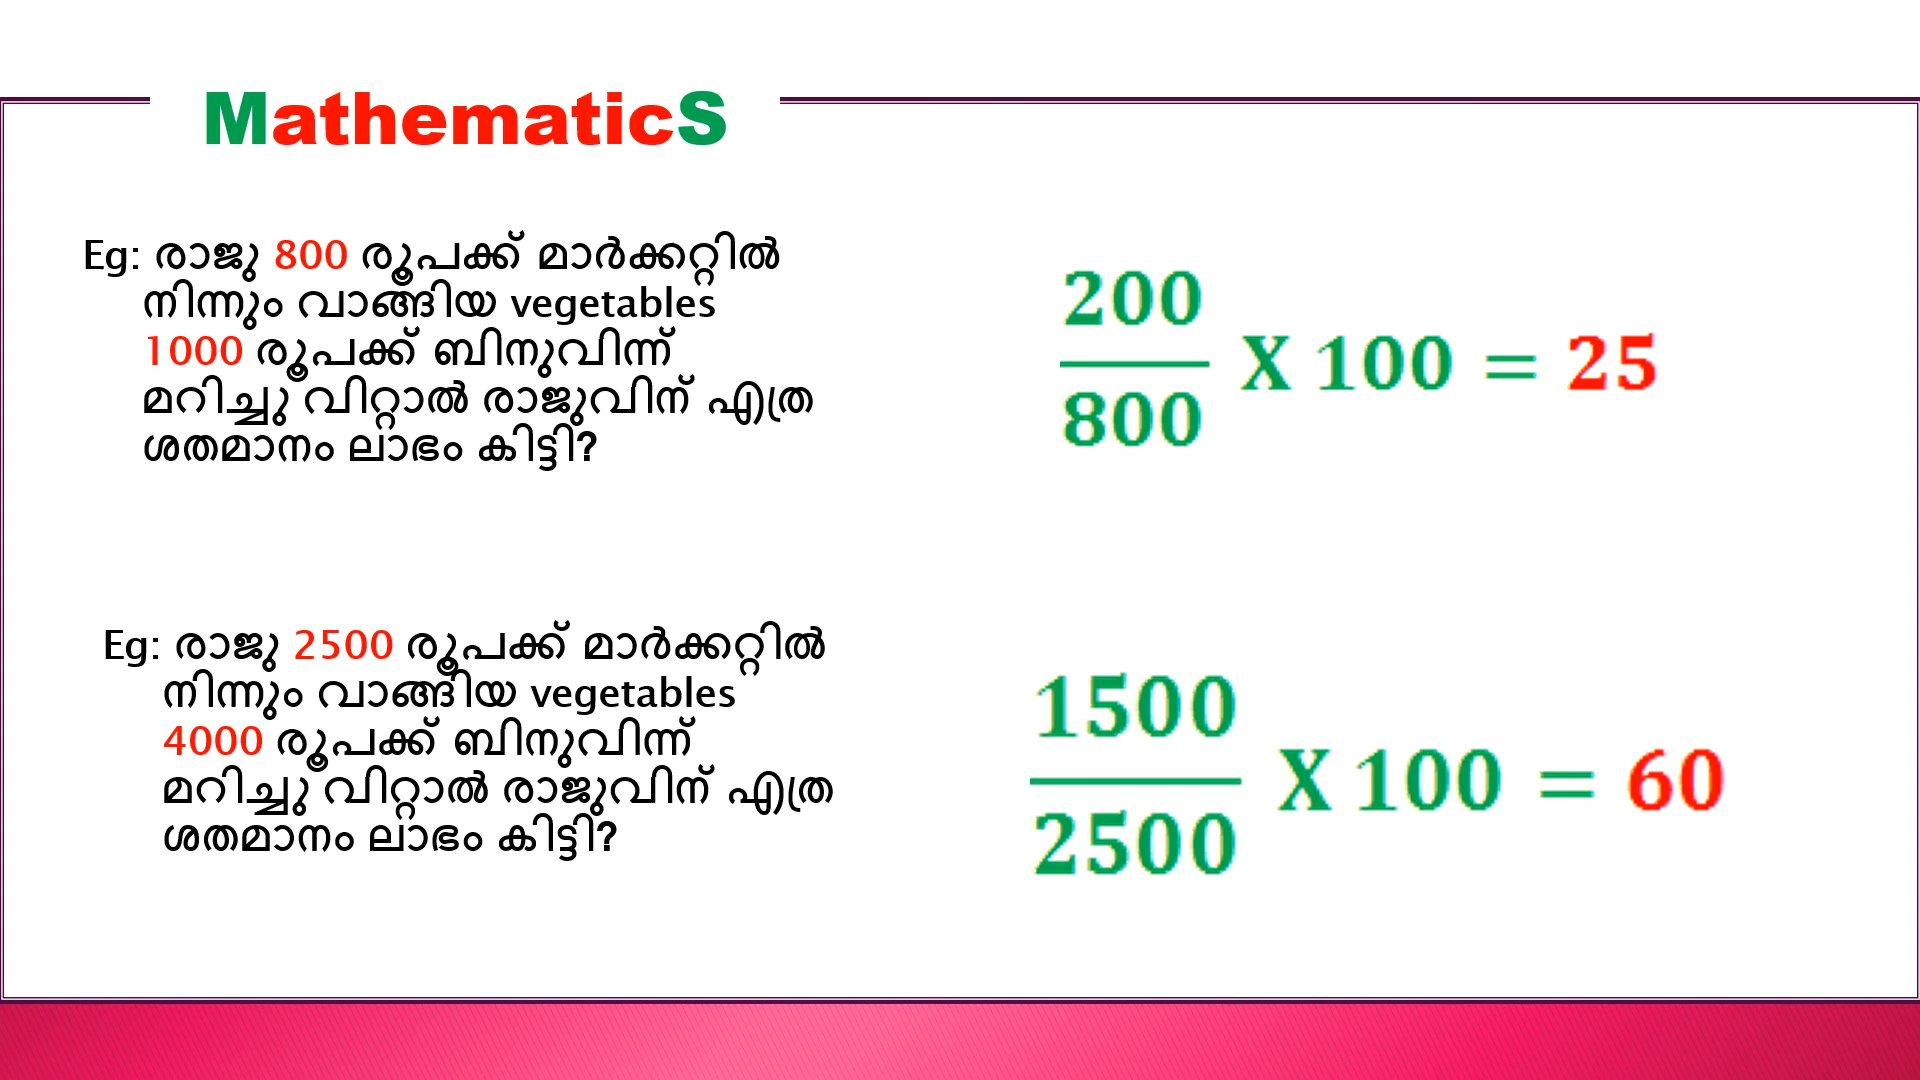 MathematicS
Eg: രാജു 800 രൂപക്ക് മാർക്കറ്റിൽ
നിന്നും വാങ്ങിയ vegetables
1000 രൂപക്ക് ബിനുവിന്ന്
മറിച്ചു വിറ്റാൽ രാജുവിന് എത്ര
ശതമാനം ലാഭം കിട്ടി?
200
X 100 = 25
800
Eg: രാജു 2500 രൂപക്ക് മാർക്കറ്റിൽ
നിന്നും വാങ്ങിയ vegetables
4000 രൂപക്ക് ബിനുവിന്ന്
മറിച്ചു വിറ്റാൽ രാജുവിന് എത്ര
ശതമാനം ലാഭം കിട്ടി?
1500
X 100 = 60
2500